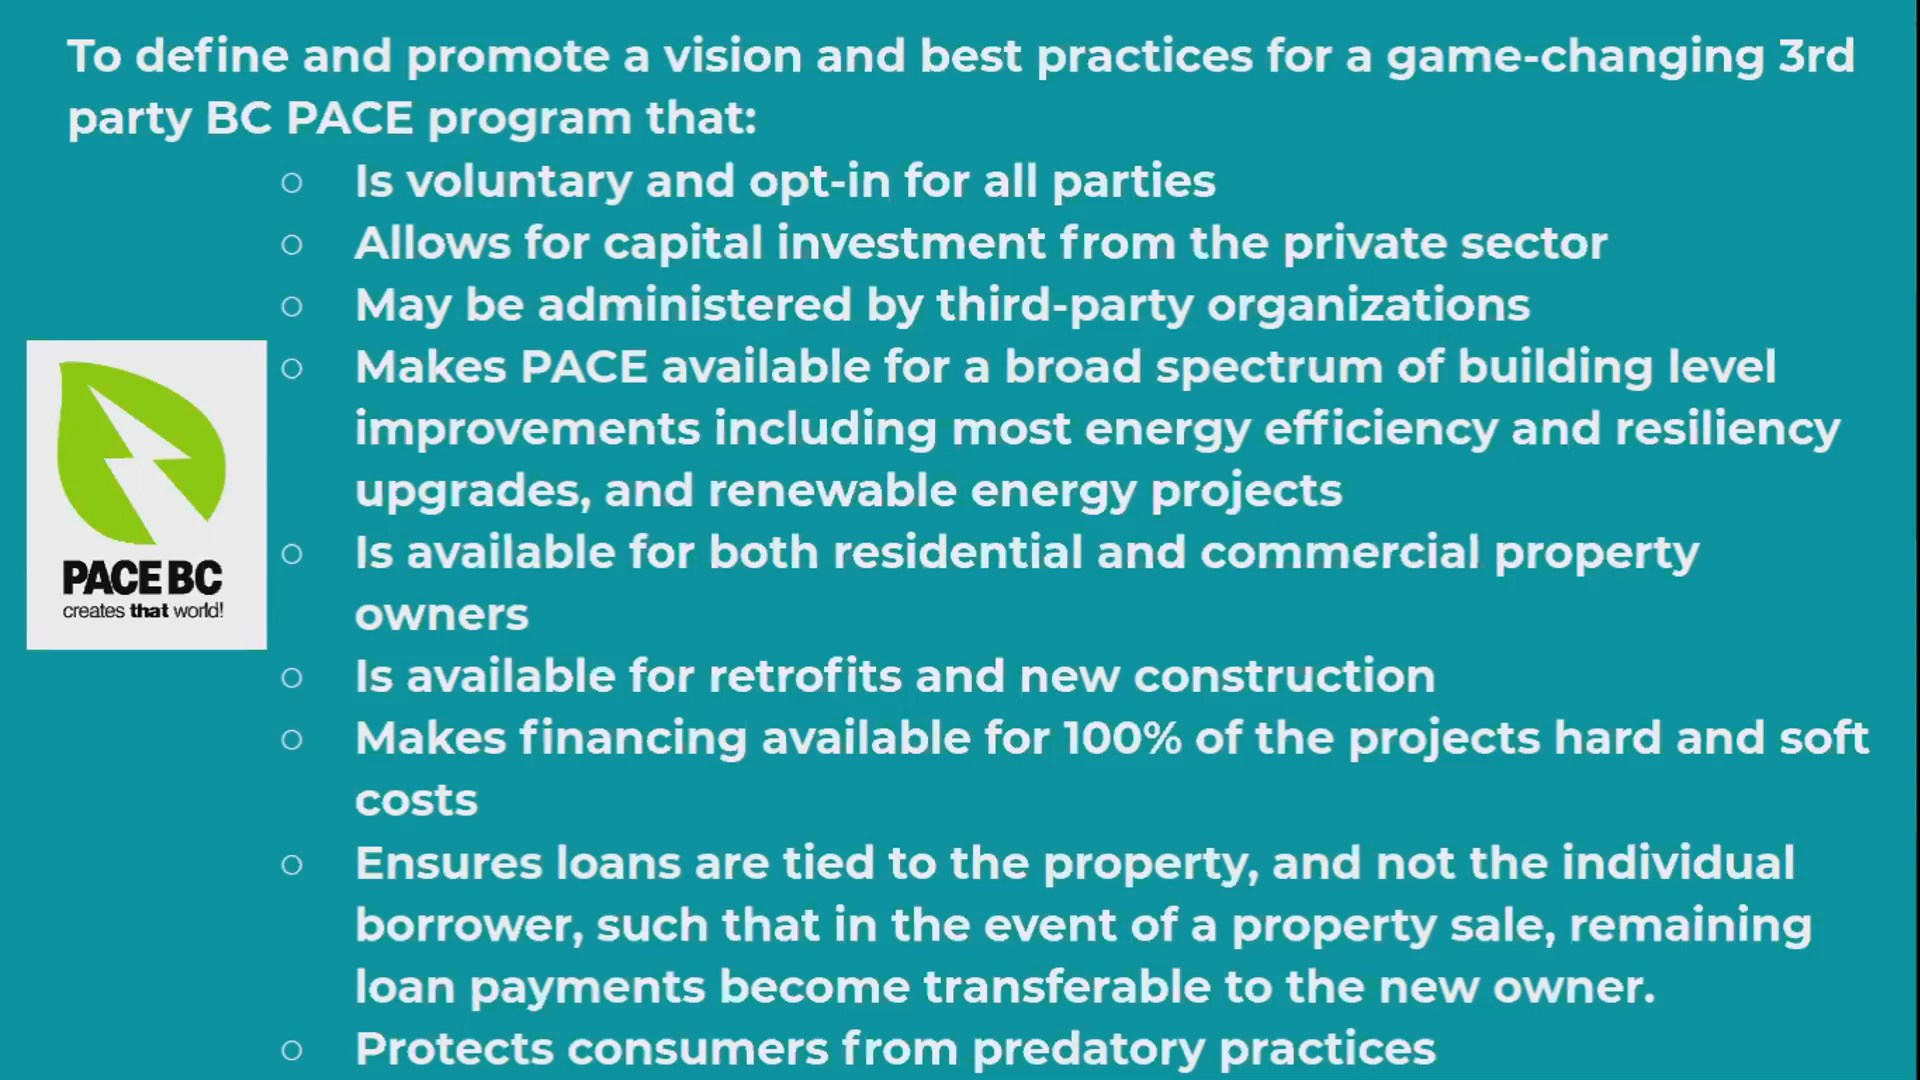 To define and promote a vision and best practices for a game-changing 3rd
party BC PACE program that:
○ Is voluntary and opt-in for all parties
○ Allows for capital investment from the private sector
○ May be administered by third-party organizations
○ Makes PACE available for a broad spectrum of building level
improvements including most energy efficiency and resiliency
upgrades, and renewable energy projects
○ Is available for both residential and commercial property
owners
○ Is available for retrofits and new construction
○ Makes financing available for 100% of the projects hard and soft
costs
○ Ensures loans are tied to the property, and not the individual
borrower, such that in the event of a property sale, remaining
loan payments become transferable to the new owner.
○ Protects consumers from predatory practices
PACE BC
creates that world!